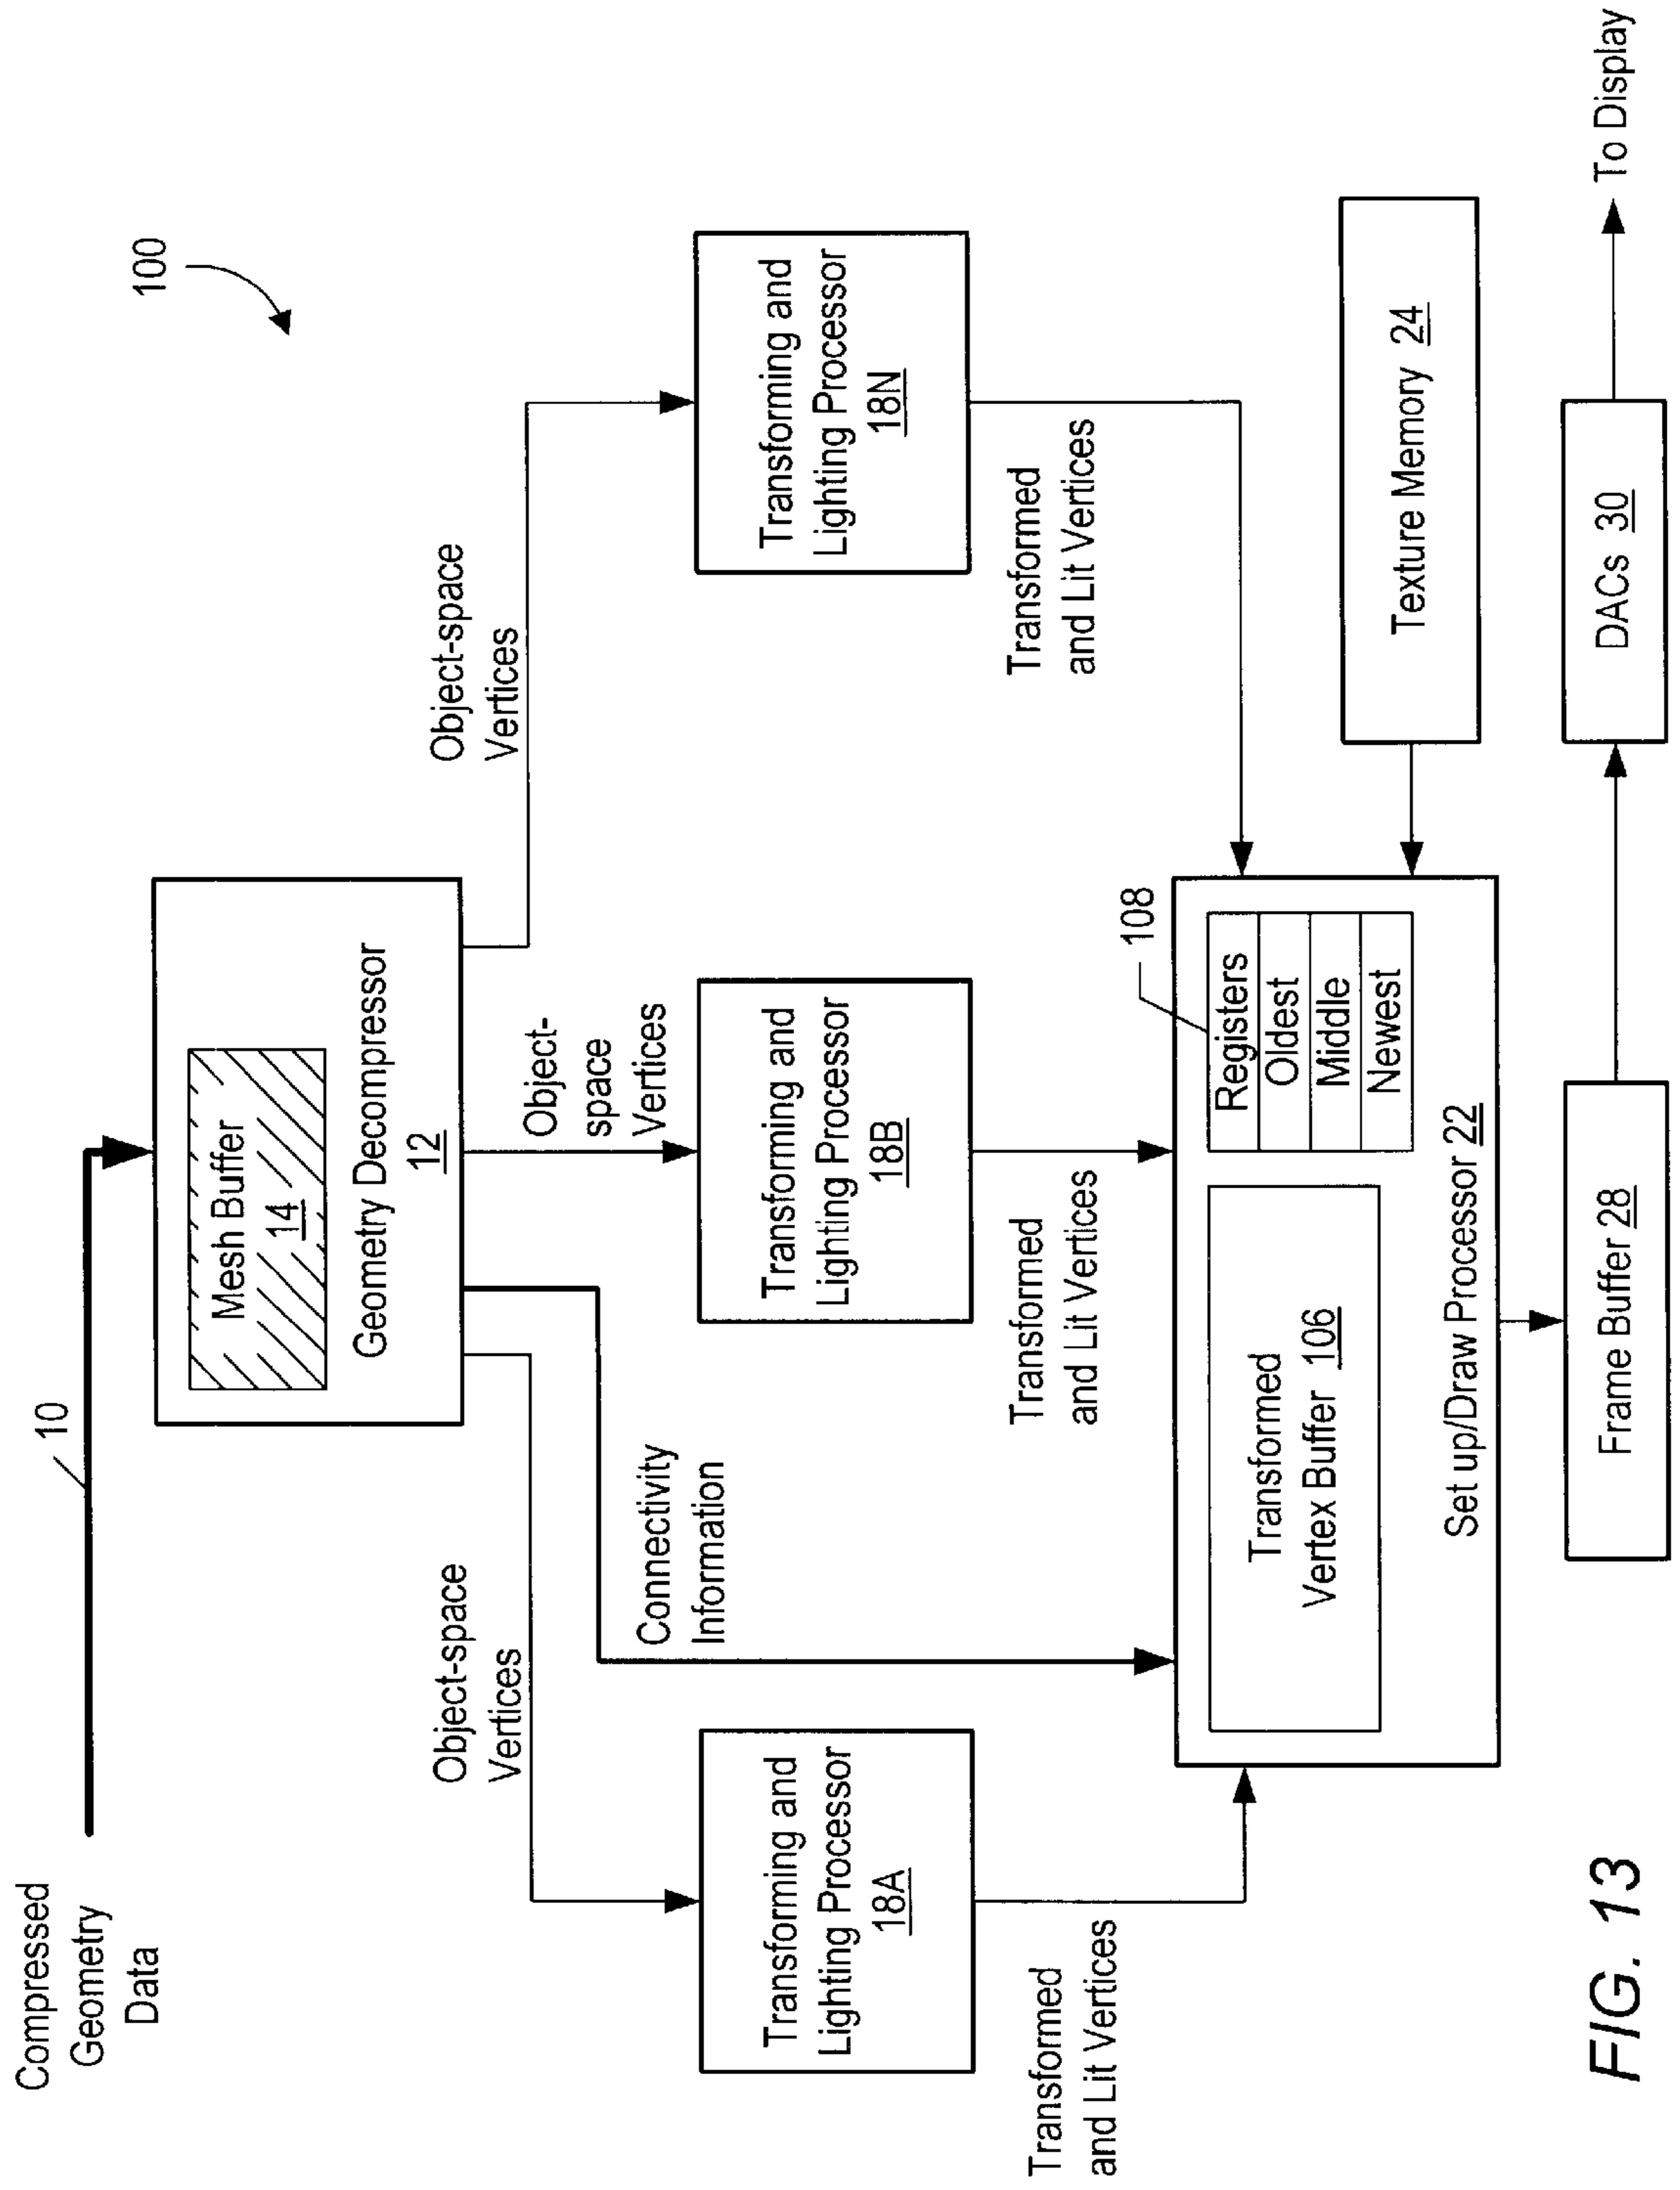 Compressed
Geometry
Data
10
100
Mesh Buffer
14
Geometry Decompressor
12
Object-space
Vertices
Connectivity
Information
Object-
space
Vertices
Object-space
Vertices
Transforming and
Lighting Processor
18A
Transforming and
Lighting Processor
18B
Transforming and
Lighting Processor
18N
Transformed
and Lit Vertices
Transformed
and Lit Vertices
Transformed
and Lit Vertices
108
Transformed
Vertex Buffer 106
Registers
Oldest
Middle
Newest
Set up/Draw Processor 22
Texture Memory 24
Frame Buffer 28
DACs 30
To Display
FIG. 13